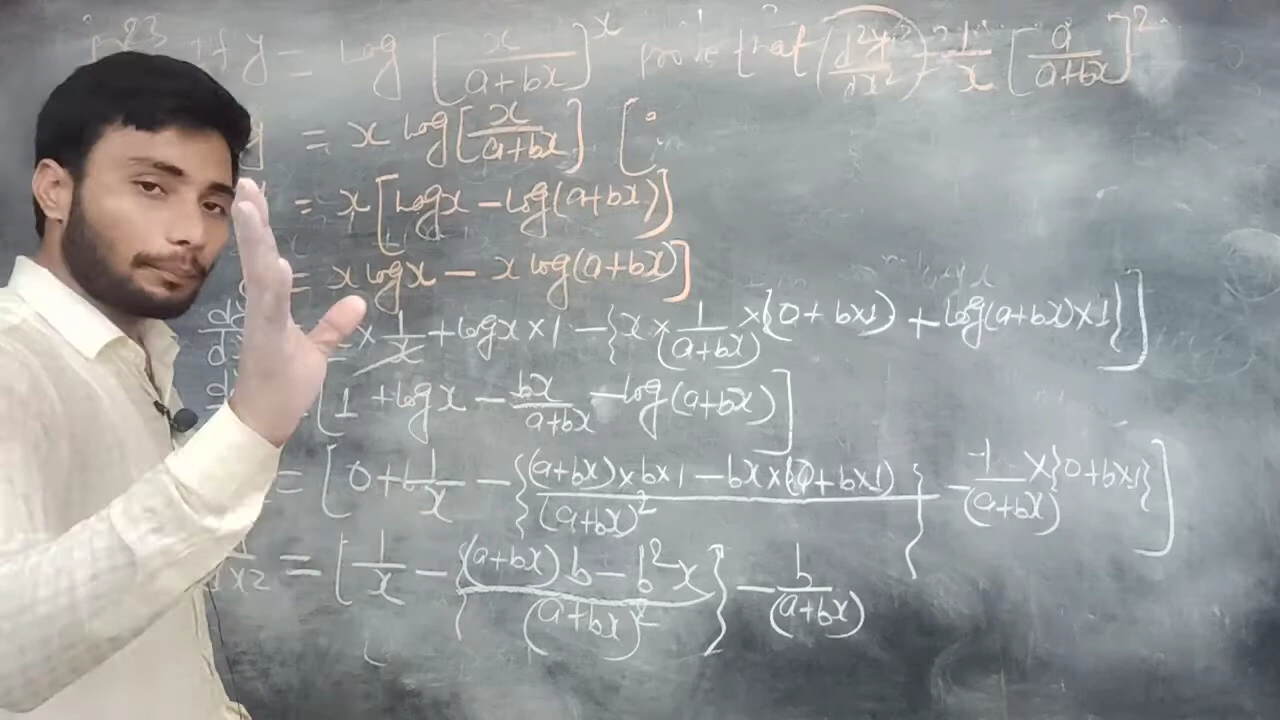 if y = log [x/(a+bx)]^x prove that (d²y/dx²) = 1/x [a/(a+bx)]²
y = x log[x/(a+bx)] [∵
= x[log x - log(a+bx)]
= x log x - x log(a+bx)]
= × 1/x + log x × 1 - {x × 1/(a+bx) × (0 + b×1) + log(a+bx) × 1}]
[1 + log x - bx/(a+bx) - log(a+bx)]
= [0 + 1/x - {((a+bx) × b×1 - bx × (0+b×1))/(a+bx)²} - 1/(a+bx) × {0+b×1}]
dx2 = [1/x - {((a+bx)b - b²x)/(a+bx)²} - b/(a+bx)